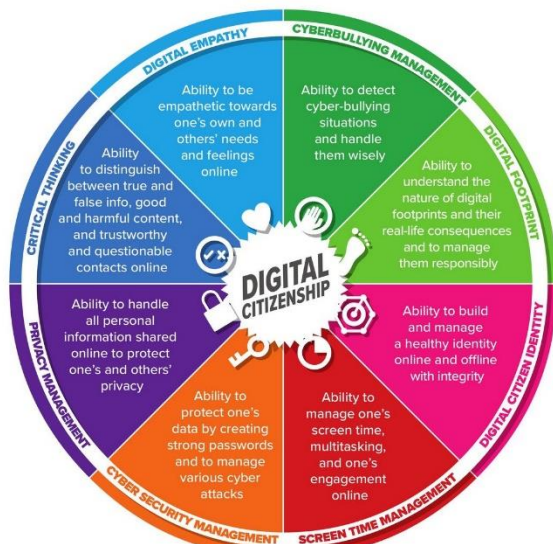 DIGITAL EMPATHY
Ability to be
empathetic towards
one's own and
others' needs
and feelings
online
CYBERBULLYING MANAGEMENT
Ability to detect
cyber-bullying
situations
and handle
them wisely
DIGITAL FOOTPRINT
Ability to
understand the
nature of digital
footprints and their
real-life consequences
and to manage
them responsibly
DIGITAL CITIZEN IDENTITY
Ability to build
and manage
a healthy identity
online and offline
with integrity
SCREEN TIME MANAGEMENT
Ability to
manage one's
screen time,
multitasking,
and one's
engagement
online
CYBER SECURITY MANAGEMENT
Ability to
protect one's
data by creating
strong passwords
and to manage
various cyber
attacks
PRIVACY MANAGEMENT
Ability to handle
all personal
information shared
online to protect
one's and others'
privacy
CRITICAL THINKING
Ability
to distinguish
between true and
false info, good
and harmful content,
and trustworthy
and questionable
contacts online
DIGITAL
CITIZENSHIP